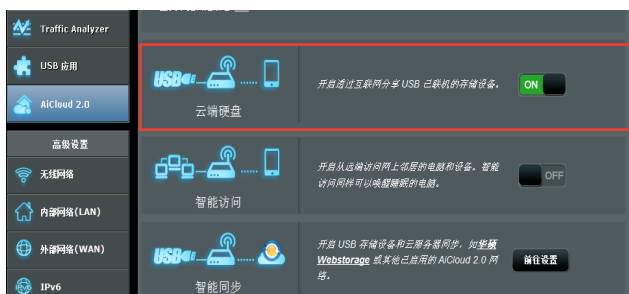 Traffic Analyzer
USB 应用
AiCloud 2.0
高级设置
无线网络
内部网络(LAN)
外部网络(WAN)
IPv6
USB
云端硬盘
开启透过互联网分享 USB 已联机的存储设备。
ON
智能访问
开启从远端访问网上邻居的电脑和设备。智能
访问同样可以唤醒睡眠的电脑。
OFF
USB
智能同步
开启 USB 存储设备和云服务器同步，如华硕
Webstorage 或其他已启用的 AiCloud 2.0 网
络。
前往设置